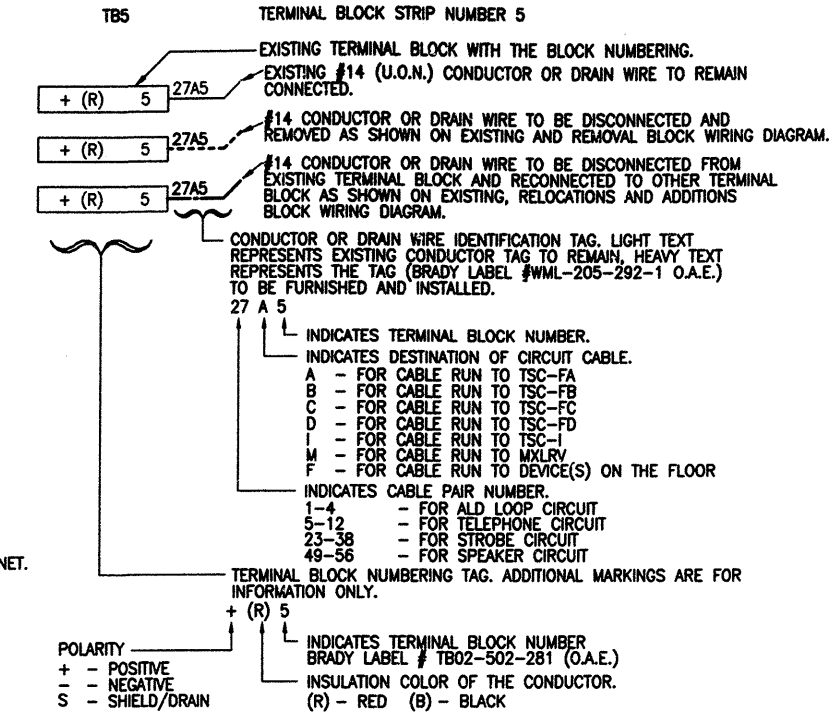 TB5 TERMINAL BLOCK STRIP NUMBER 5
EXISTING TERMINAL BLOCK WITH THE BLOCK NUMBERING.
+ (R) 5 27A5
EXISTING #14 (U.O.N.) CONDUCTOR OR DRAIN WIRE TO REMAIN
CONNECTED.
+ (R) 5 27A5
#14 CONDUCTOR OR DRAIN WIRE TO BE DISCONNECTED AND
REMOVED AS SHOWN ON EXISTING AND REMOVAL BLOCK WIRING DIAGRAM.
+ (R) 5 27A5
#14 CONDUCTOR OR DRAIN WIRE TO BE DISCONNECTED FROM
EXISTING TERMINAL BLOCK AND RECONNECTED TO OTHER TERMINAL
BLOCK AS SHOWN ON EXISTING, RELOCATIONS AND ADDITIONS
BLOCK WIRING DIAGRAM.
CONDUCTOR OR DRAIN WIRE IDENTIFICATION TAG. LIGHT TEXT
REPRESENTS EXISTING CONDUCTOR TAG TO REMAIN, HEAVY TEXT
REPRESENTS THE TAG (BRADY LABEL #WML-205-292-1 O.A.E.)
TO BE FURNISHED AND INSTALLED.
27 A 5
INDICATES TERMINAL BLOCK NUMBER.
INDICATES DESTINATION OF CIRCUIT CABLE.
A - FOR CABLE RUN TO TSC-FA
B - FOR CABLE RUN TO TSC-FB
C - FOR CABLE RUN TO TSC-FC
D - FOR CABLE RUN TO TSC-FD
I - FOR CABLE RUN TO TSC-I
M - FOR CABLE RUN TO MXLRV
F - FOR CABLE RUN TO DEVICE(S) ON THE FLOOR
INDICATES CABLE PAIR NUMBER.
1-4 - FOR ALD LOOP CIRCUIT
5-12 - FOR TELEPHONE CIRCUIT
23-38 - FOR STROBE CIRCUIT
49-56 - FOR SPEAKER CIRCUIT
NET.
TERMINAL BLOCK NUMBERING TAG. ADDITIONAL MARKINGS ARE FOR
INFORMATION ONLY.
+ (R) 5
POLARITY
+ - POSITIVE
- - NEGATIVE
S - SHIELD/DRAIN
INDICATES TERMINAL BLOCK NUMBER
BRADY LABEL # TB02-502-281 (O.A.E.)
INSULATION COLOR OF THE CONDUCTOR.
(R) - RED (B) - BLACK